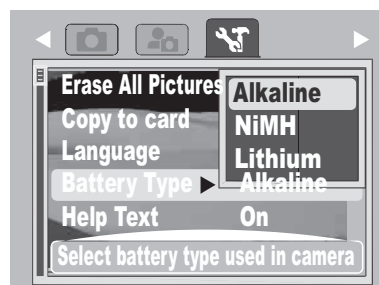 Erase All Pictures
Copy to card
Language
Battery Type
Help Text
Alkaline
NiMH
Lithium
Alkaline
On
Select battery type used in camera